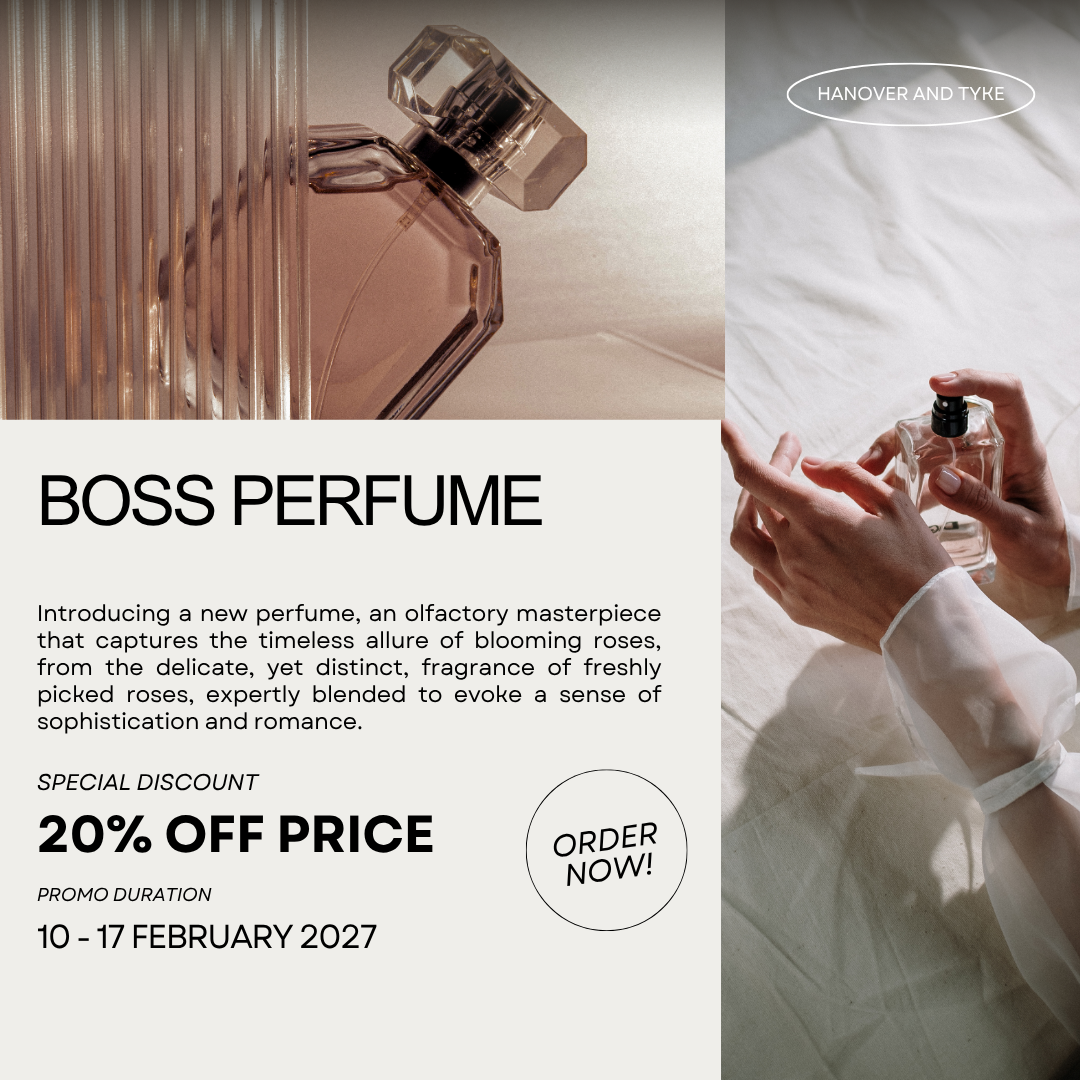 HANOVER AND TYKE
BOSS PERFUME
Introducing a new perfume, an olfactory masterpiece
that captures the timeless allure of blooming roses,
from the delicate, yet distinct, fragrance of freshly
picked roses, expertly blended to evoke a sense of
sophistication and romance.
SPECIAL DISCOUNT
20% OFF PRICE
PROMO DURATION
10 - 17 FEBRUARY 2027
ORDER
NOW!